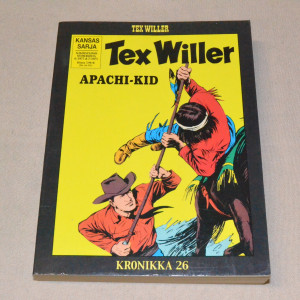 TEX WILLER
KANSAS
SARJA
Tex Willer
APACHI-KID
KRONIKKA 26